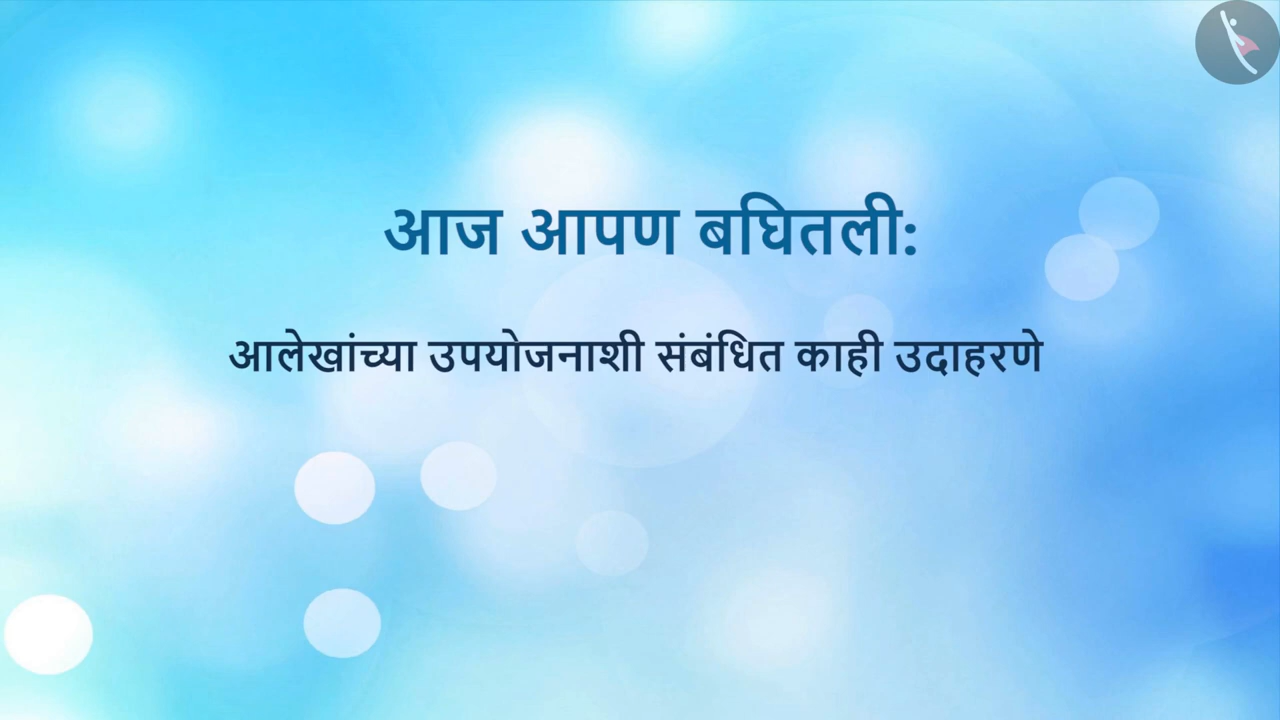 आज आपण बघितली:
आलेखांच्या उपयोजनाशी संबंधित काही उदाहरणे